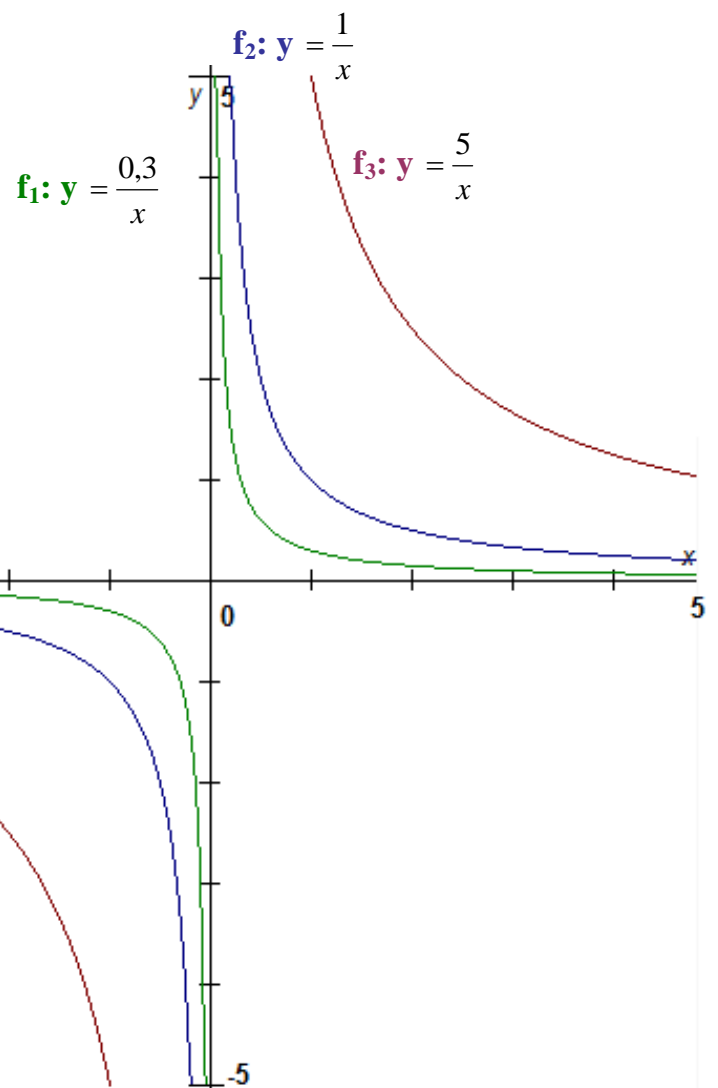 f₂: y = 1/x
y 5
f₁: y = 0,3/x
f₃: y = 5/x
x
0
5
-5